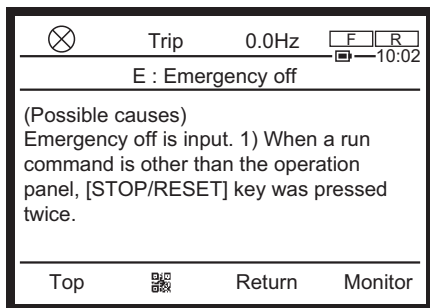 Trip 0.0Hz F R
10:02
E : Emergency off
(Possible causes)
Emergency off is input. 1) When a run
command is other than the operation
panel, [STOP/RESET] key was pressed
twice.
Top Return Monitor